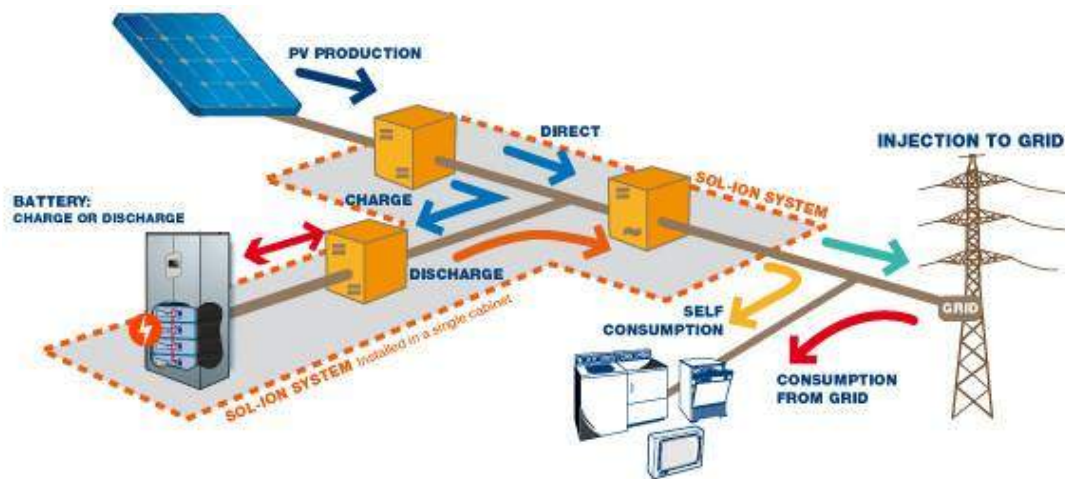 PV PRODUCTION
DIRECT
INJECTION TO GRID
SOL-ION SYSTEM
CHARGE
BATTERY:
CHARGE OR DISCHARGE
DISCHARGE
SELF
CONSUMPTION
GRID
SOL-ION SYSTEM Installed in a single cabinet
CONSUMPTION
FROM GRID